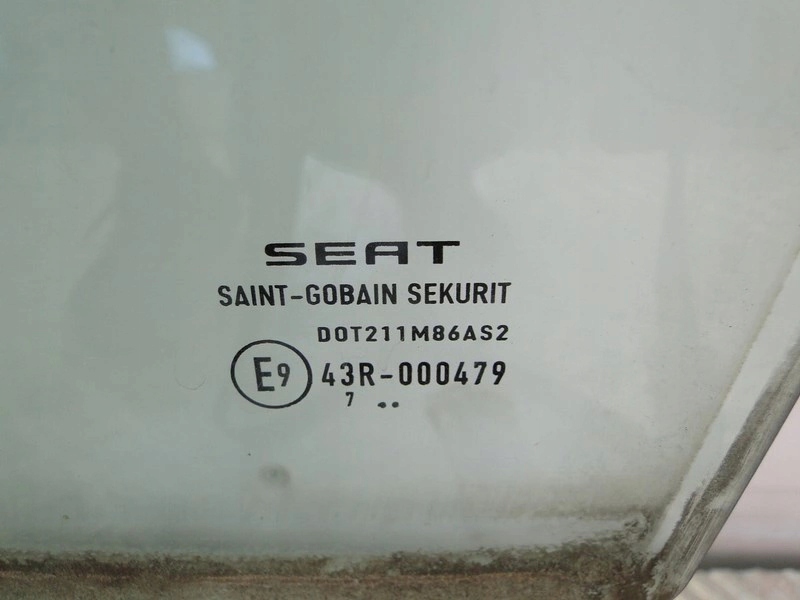 SEAT
SAINT-GOBAIN SEKURIT
DOT211M86AS2
E9 43R-000479
7 ..